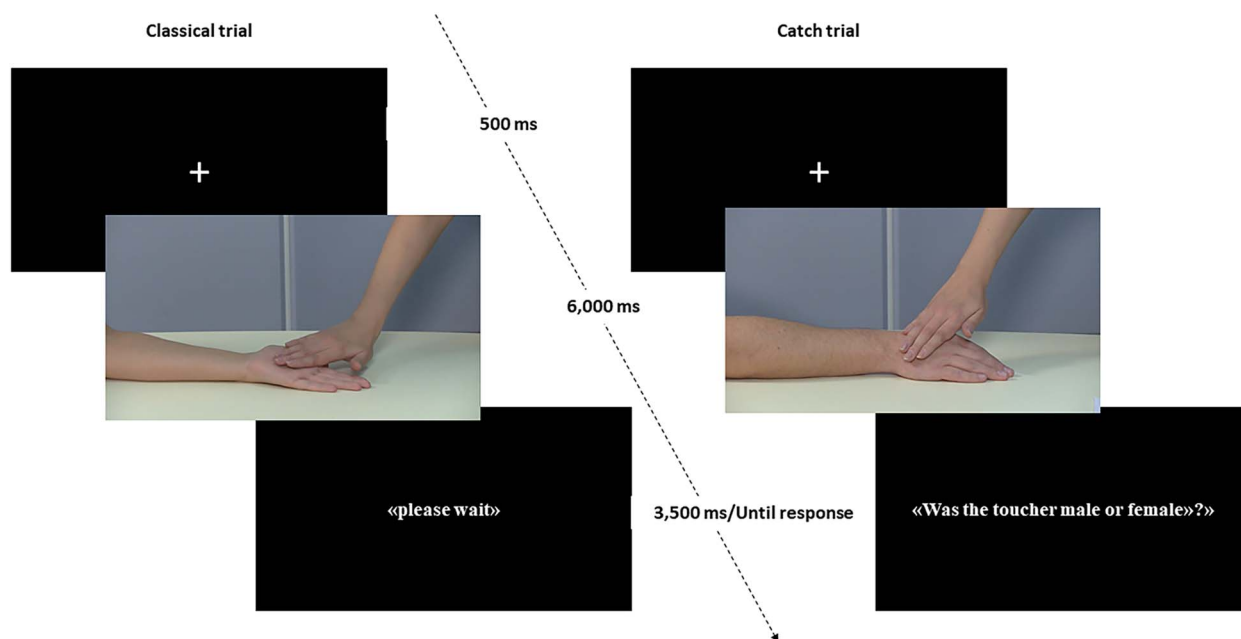 Classical trial
Catch trial
500 ms
6,000 ms
«please wait»
3,500 ms/Until response
«Was the toucher male or female»?»